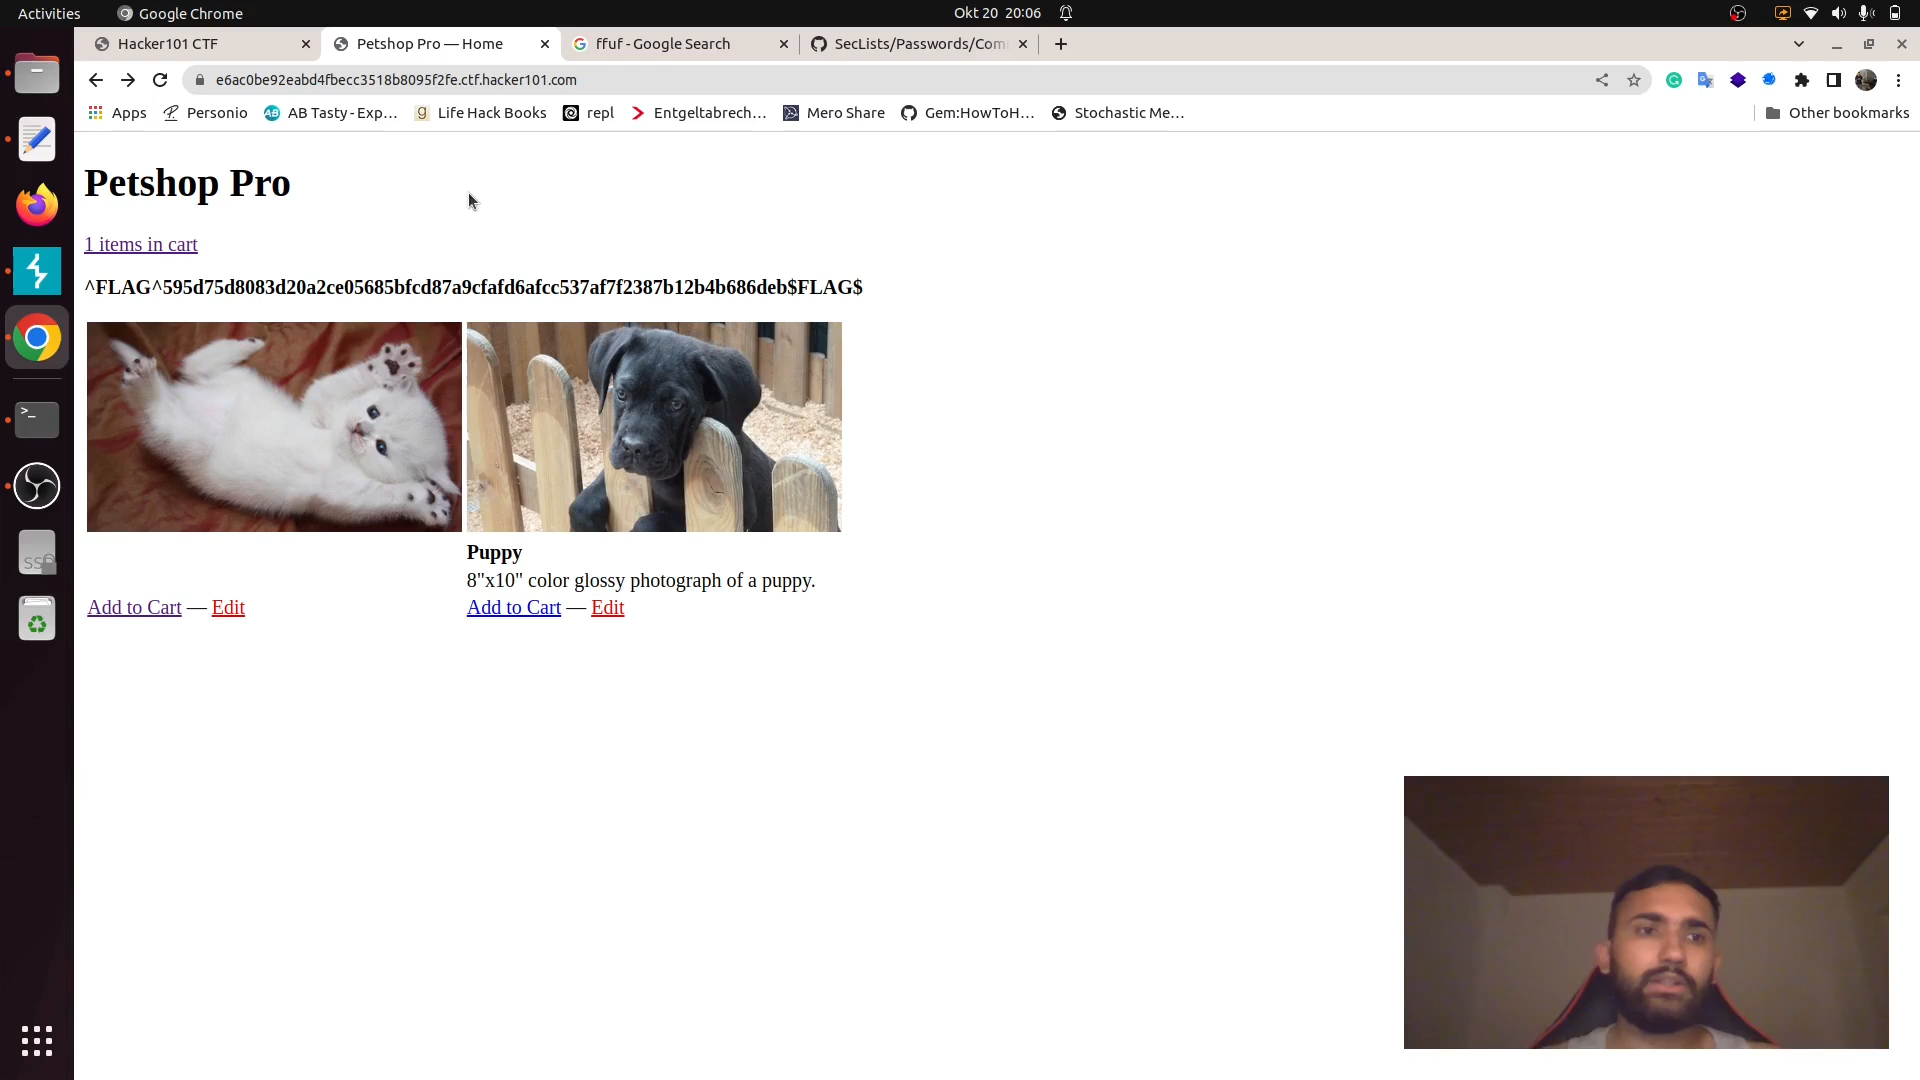 Activities
Google Chrome
Okt 20 20:06
Hacker101 CTF
Petshop Pro — Home
ffuf - Google Search
SecLists/Passwords/Com
e6ac0be92eabd4fbecc3518b8095f2fe.ctf.hacker101.com
Apps
Personio
AB Tasty - Exp...
Life Hack Books
repl
Entgeltabrech...
Mero Share
Gem:HowToH...
Stochastic Me...
Other bookmarks
Petshop Pro
1 items in cart
^FLAG^595d75d8083d20a2ce05685bfcd87a9cfafd6afcc537af7f2387b12b4b686deb$FLAG$
Puppy
8"x10" color glossy photograph of a puppy.
Add to Cart — Edit
Add to Cart — Edit